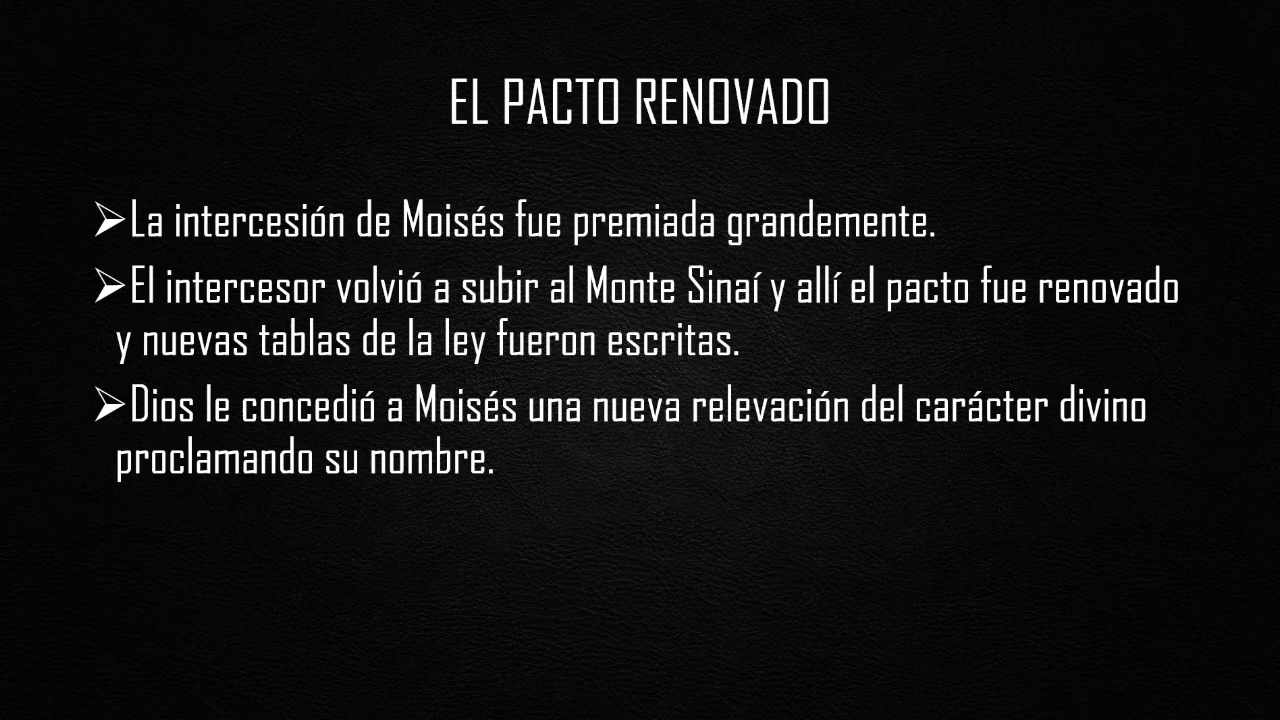 EL PACTO RENOVADO
➢La intercesión de Moisés fue premiada grandemente.
➢El intercesor volvió a subir al Monte Sinaí y allí el pacto fue renovado
y nuevas tablas de la ley fueron escritas.
➢Dios le concedió a Moisés una nueva relevación del carácter divino
proclamando su nombre.